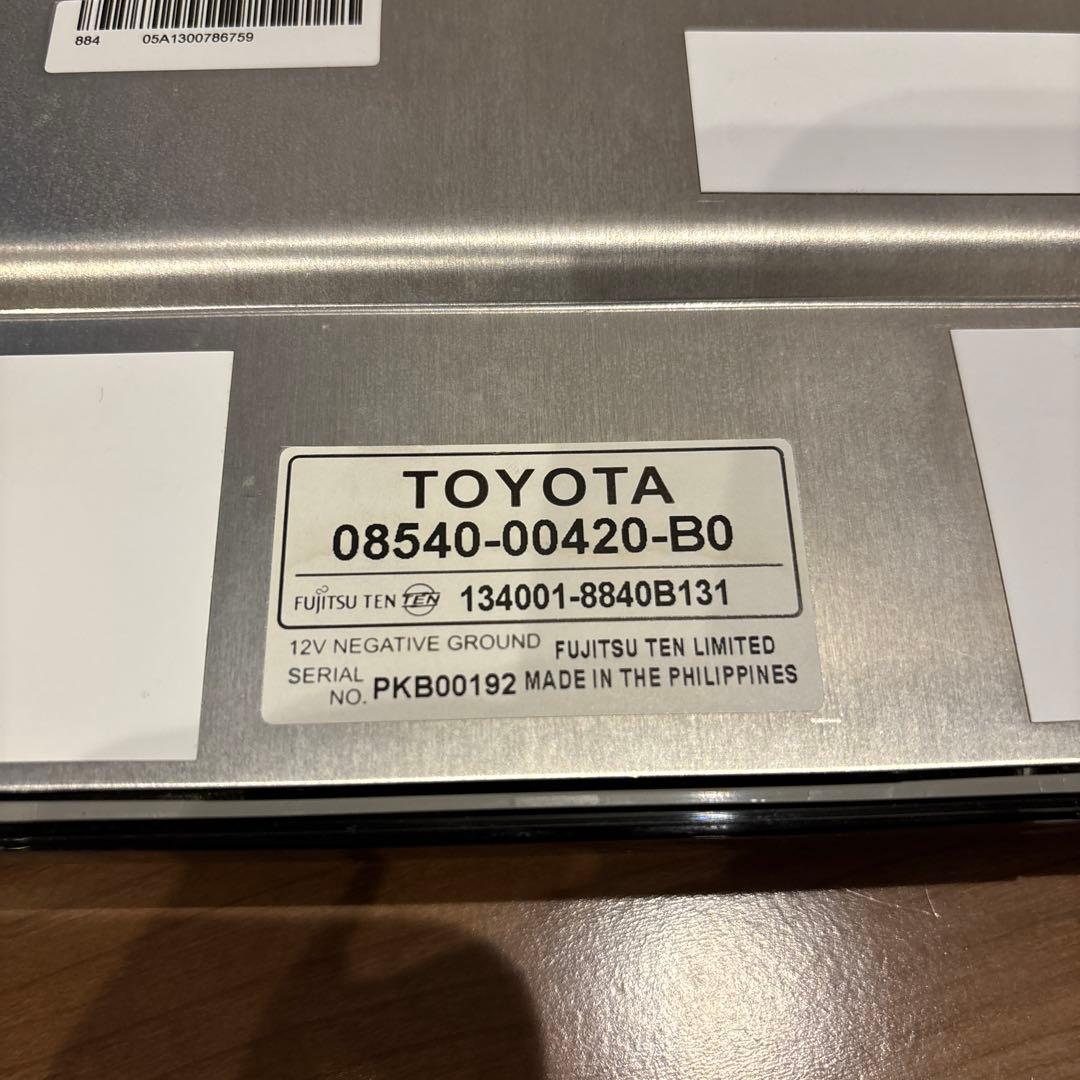 884 05A1300786759
TOYOTA
08540-00420-B0
FUJITSU TEN TEN 134001-8840B131
12V NEGATIVE GROUND FUJITSU TEN LIMITED
SERIAL NO. PKB00192 MADE IN THE PHILIPPINES